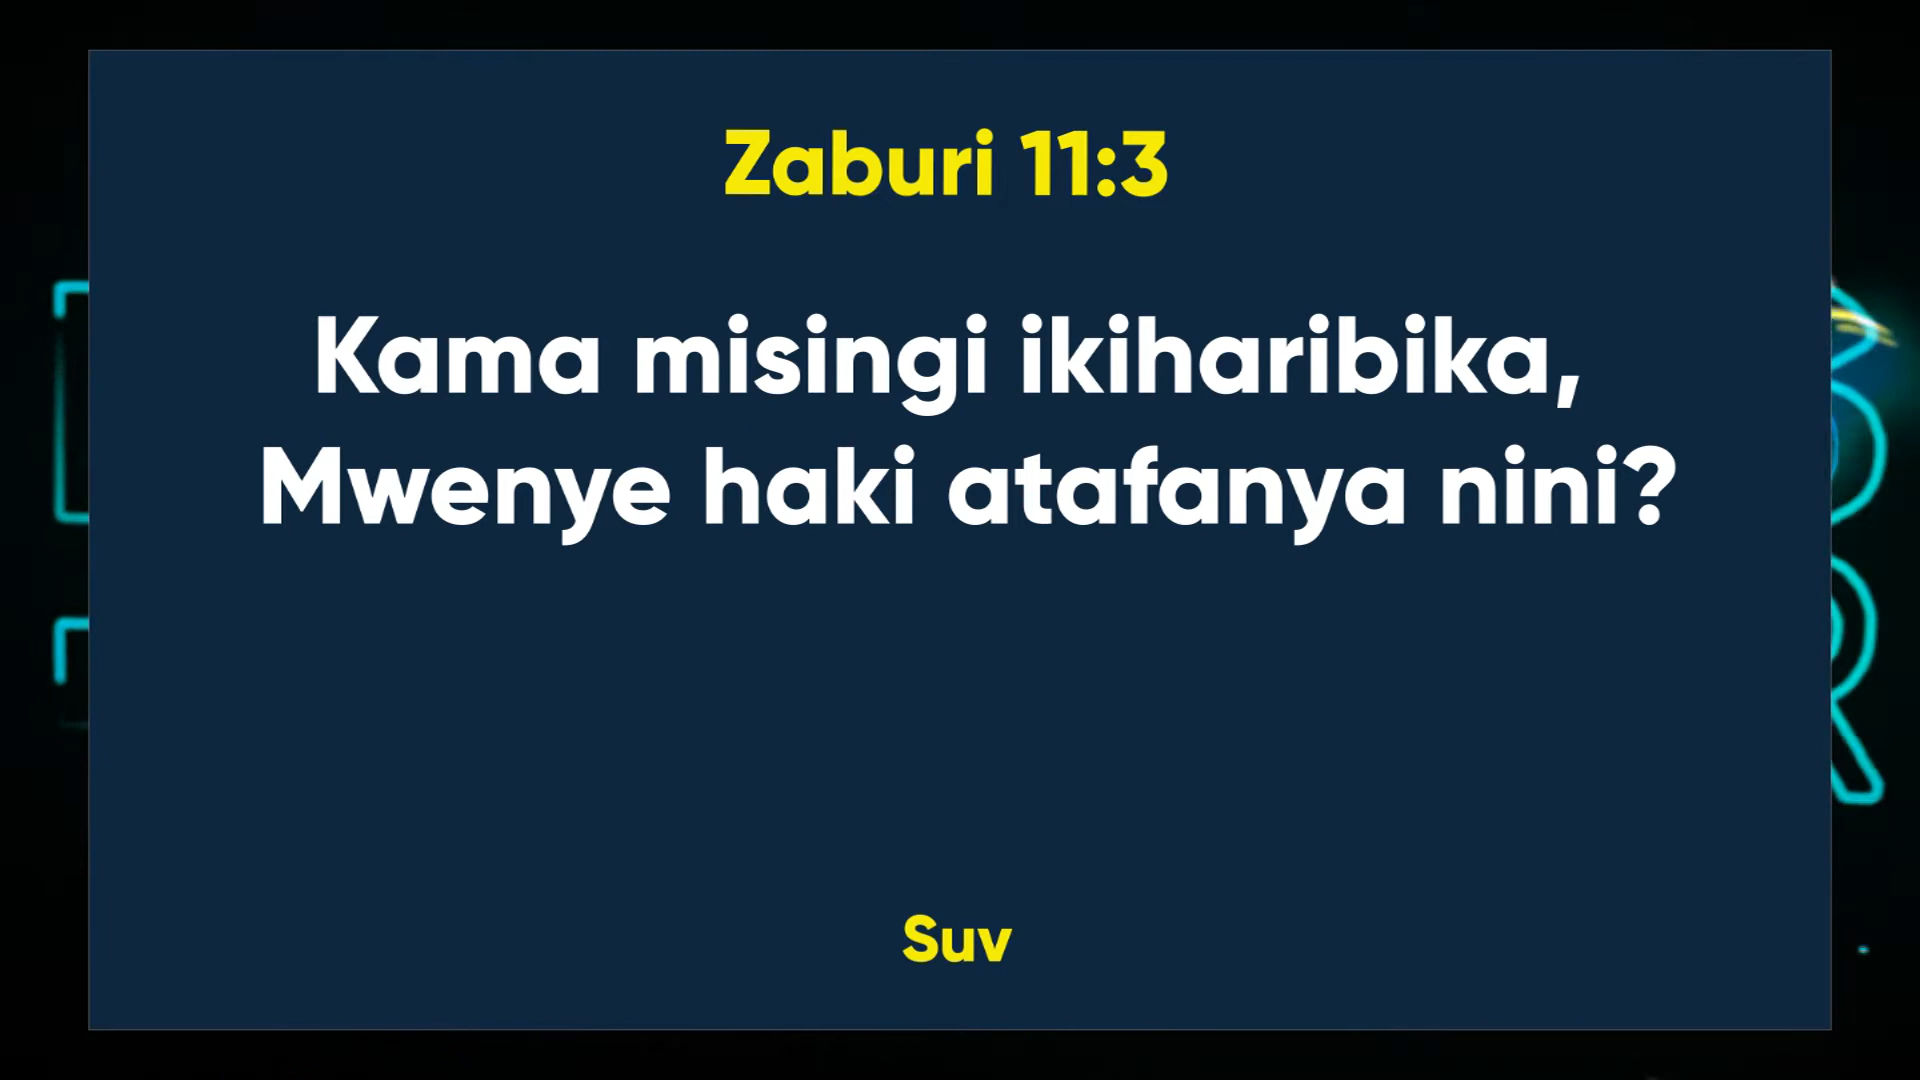 Zaburi 11:3
Kama misingi ikiharibika,
Mwenye haki atafanya nini?
Suv